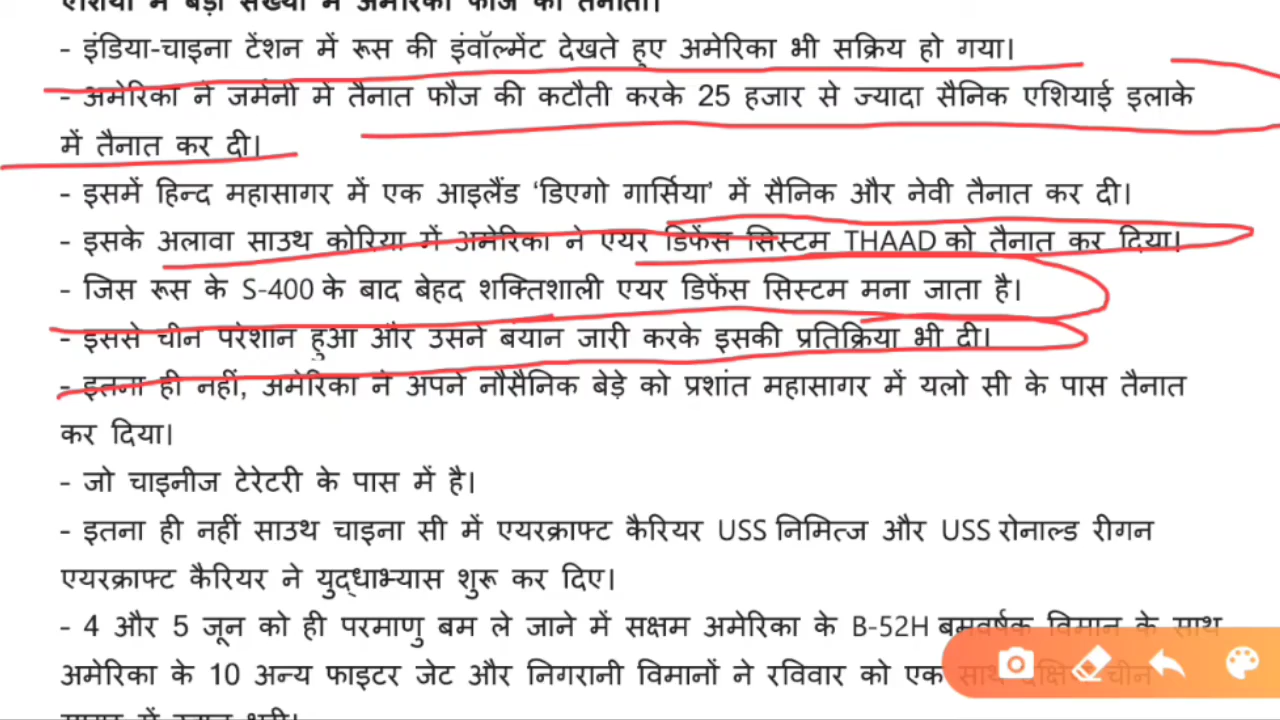 एशिया में बड़ी संख्या में अमेरिकी फौज की तैनाती।
- इंडिया-चाइना टेंशन में रूस की इंवॉल्मेंट देखते हुए अमेरिका भी सक्रिय हो गया।
- अमेरिका ने जर्मनी में तैनात फौज की कटौती करके 25 हजार से ज्यादा सैनिक एशियाई इलाके
में तैनात कर दी।
- इसमें हिन्द महासागर में एक आइलैंड ‘डिएगो गार्सिया’ में सैनिक और नेवी तैनात कर दी।
- इसके अलावा साउथ कोरिया में अमेरिका ने एयर डिफेंस सिस्टम THAAD को तैनात कर दिया।
- जिस रूस के S-400 के बाद बेहद शक्तिशाली एयर डिफेंस सिस्टम मना जाता है।
- इससे चीन परेशान हुआ और उसने बयान जारी करके इसकी प्रतिक्रिया भी दी।
- इतना ही नहीं, अमेरिका ने अपने नौसैनिक बेड़े को प्रशांत महासागर में यलो सी के पास तैनात
कर दिया।
- जो चाइनीज टेरेटरी के पास में है।
- इतना ही नहीं साउथ चाइना सी में एयरक्राफ्ट कैरियर USS निमित्ज और USS रोनाल्ड रीगन
एयरक्राफ्ट कैरियर ने युद्धाभ्यास शुरू कर दिए।
- 4 और 5 जून को ही परमाणु बम ले जाने में सक्षम अमेरिका के B-52H बमवर्षक विमान के साथ
अमेरिका के 10 अन्य फाइटर जेट और निगरानी विमानों ने रविवार को एक साथ दक्षिण चीन